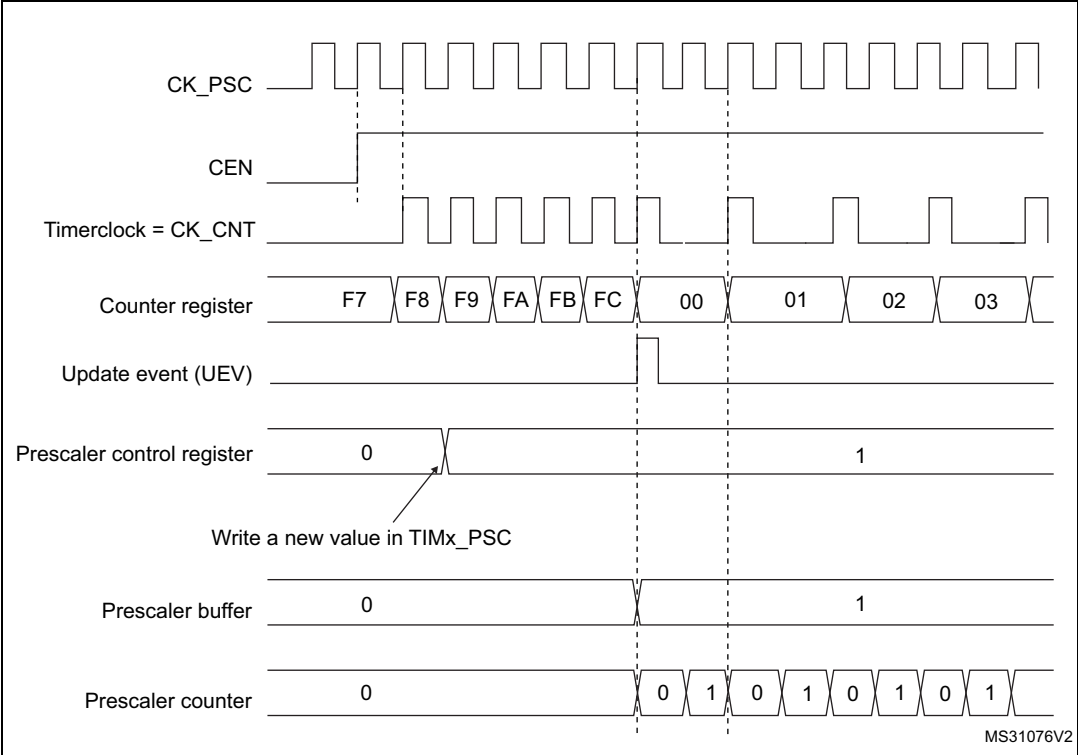 CK_PSC
CEN
Timerclock = CK_CNT
Counter register F7 F8 F9 FA FB FC 00 01 02 03
Update event (UEV)
Prescaler control register 0 1
Write a new value in TIMx_PSC
Prescaler buffer 0 1
Prescaler counter 0 0 1 0 1 0 1 0 1
MS31076V2